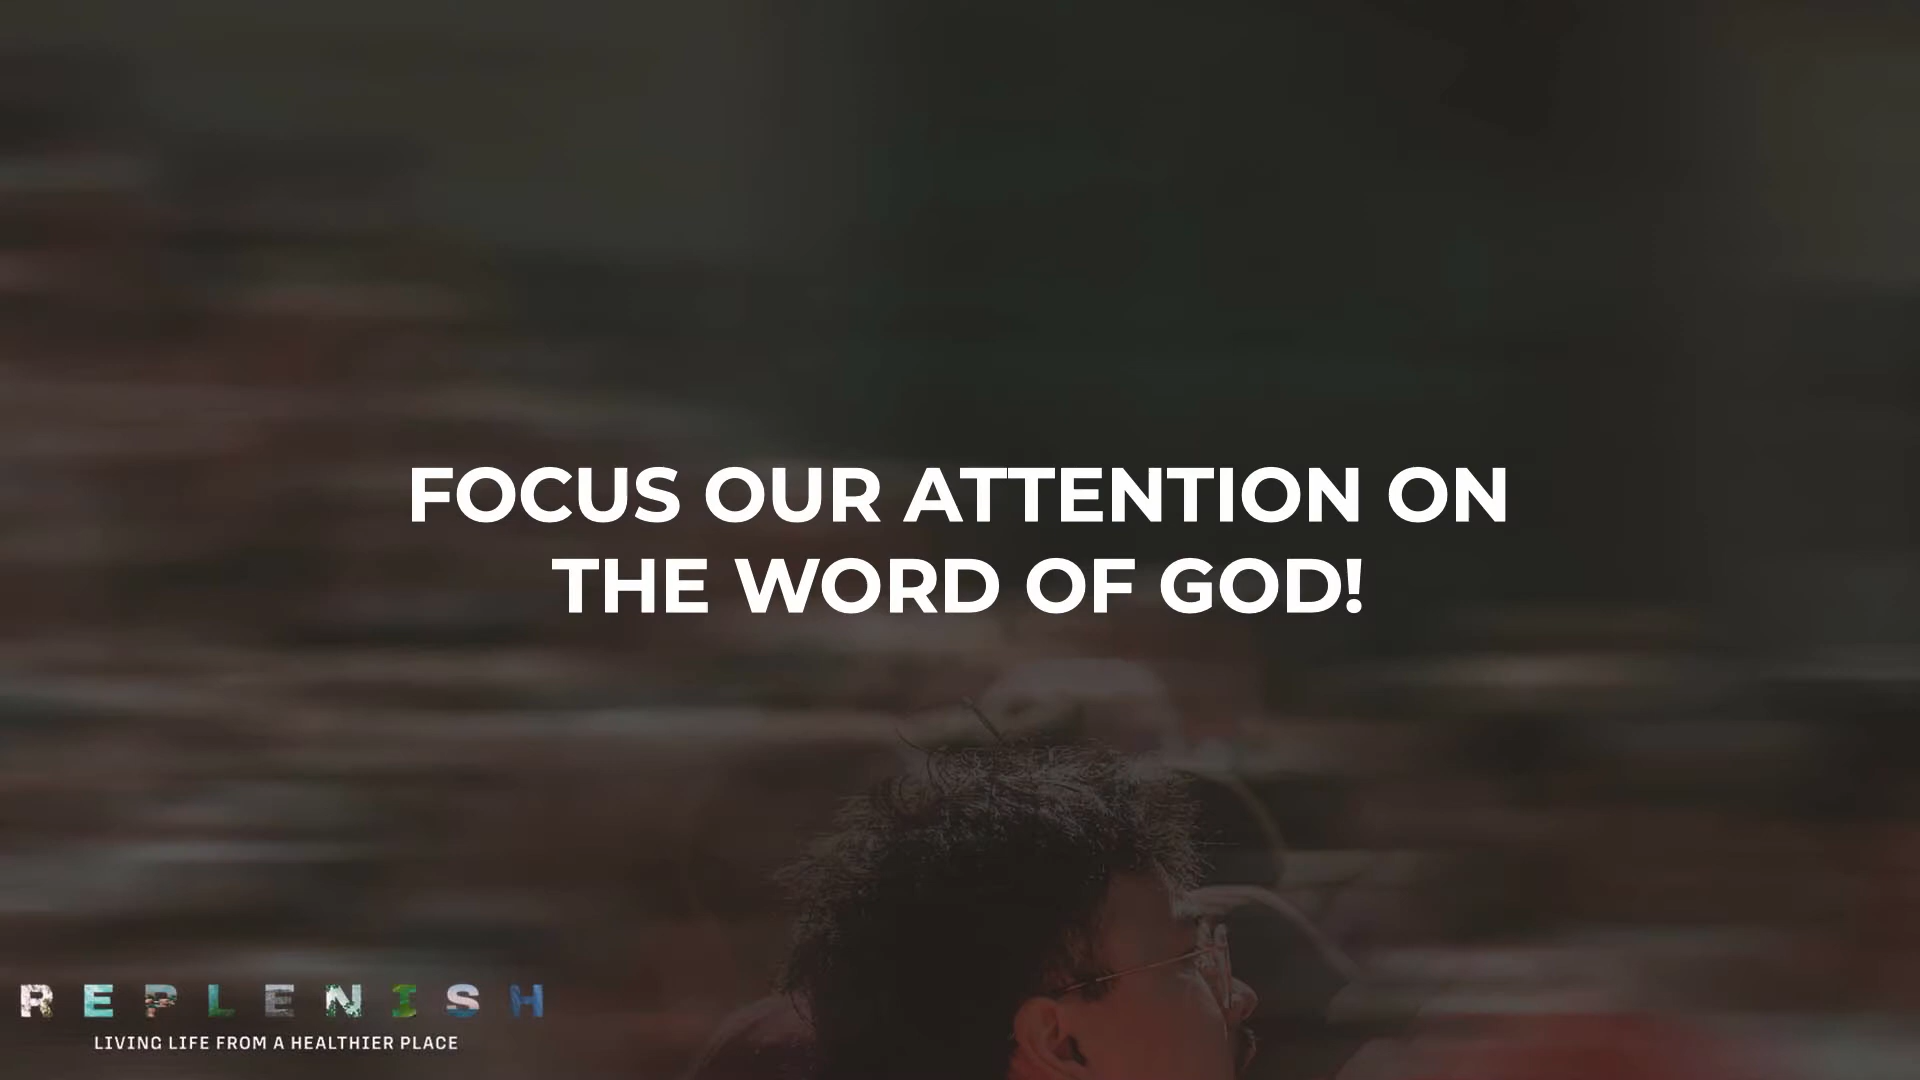 FOCUS OUR ATTENTION ON
THE WORD OF GOD!
REPLENISH
LIVING LIFE FROM A HEALTHIER PLACE